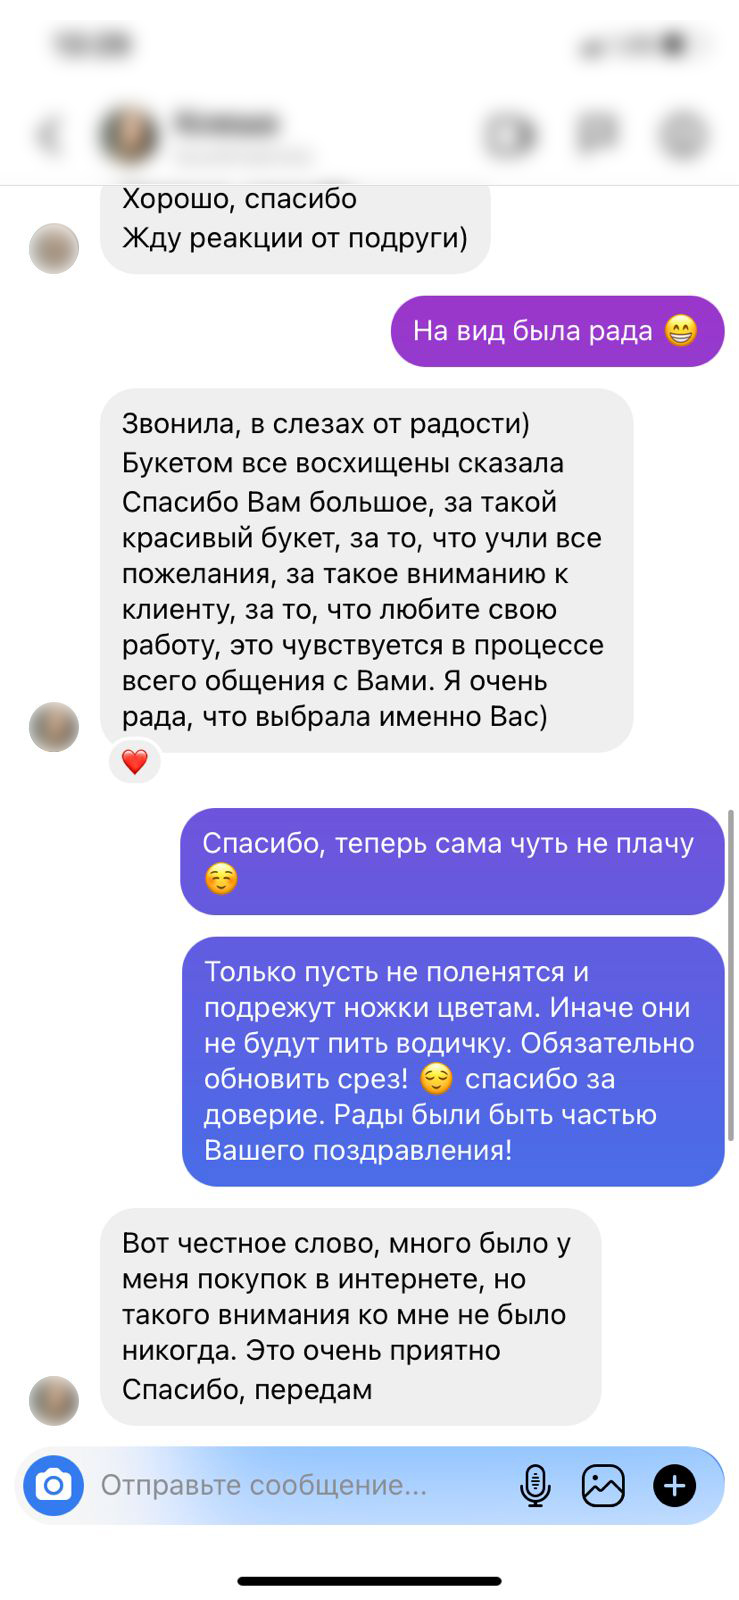 Хорошо, спасибо
Жду реакции от подруги)
На вид была рада 😁
Звонила, в слезах от радости)
Букетом все восхищены сказала
Спасибо Вам большое, за такой
красивый букет, за то, что учли все
пожелания, за такое вниманию к
клиенту, за то, что любите свою
работу, это чувствуется в процессе
всего общения с Вами. Я очень
рада, что выбрала именно Вас)
❤️
Спасибо, теперь сама чуть не плачу
☺️
Только пусть не поленятся и
подрежут ножки цветам. Иначе они
не будут пить водичку. Обязательно
обновить срез! 😌 спасибо за
доверие. Рады были быть частью
Вашего поздравления!
Вот честное слово, много было у
меня покупок в интернете, но
такого внимания ко мне не было
никогда. Это очень приятно
Спасибо, передам
Отправьте сообщение...